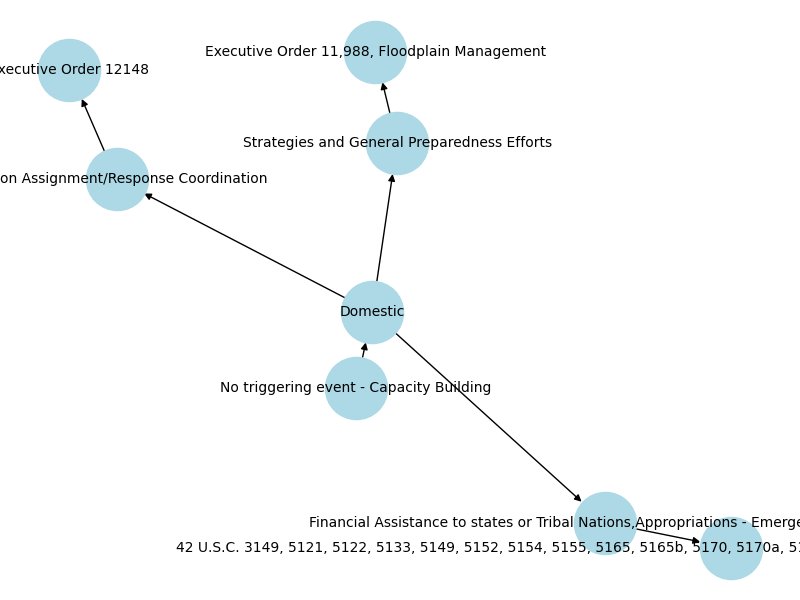 Executive Order 11,988, Floodplain Management
xecutive Order 12148
Strategies and General Preparedness Efforts
on Assignment/Response Coordination
Domestic
No triggering event - Capacity Building
Financial Assistance to states or Tribal Nations,Appropriations - Emerge
42 U.S.C. 3149, 5121, 5122, 5133, 5149, 5152, 5154, 5155, 5165, 5165b, 5170, 5170a, 51